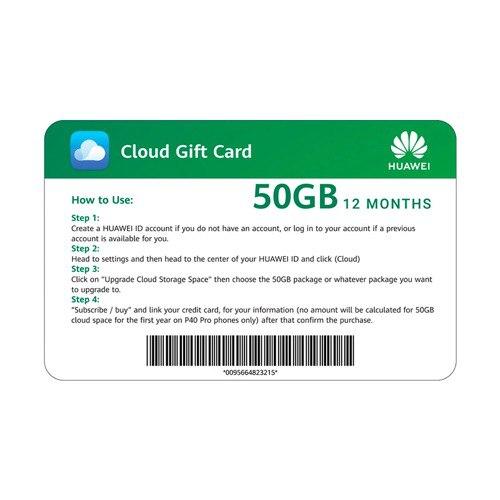 Cloud Gift Card
HUAWEI
How to Use:
50GB 12 MONTHS
Step 1:
Create a HUAWEI ID account if you do not have an account, or log in to your account if a previous
account is available for you.
Step 2:
Head to settings and then head to the center of your HUAWEI ID and click (Cloud)
Step 3:
Click on "Upgrade Cloud Storage Space" then choose the 50GB package or whatever package you want
to upgrade to.
Step 4:
"Subscribe / buy" and link your credit card, for your information (no amount will be calculated for 50GB
cloud space for the first year on P40 Pro phones only) after that confirm the purchase.
*0095664823215*